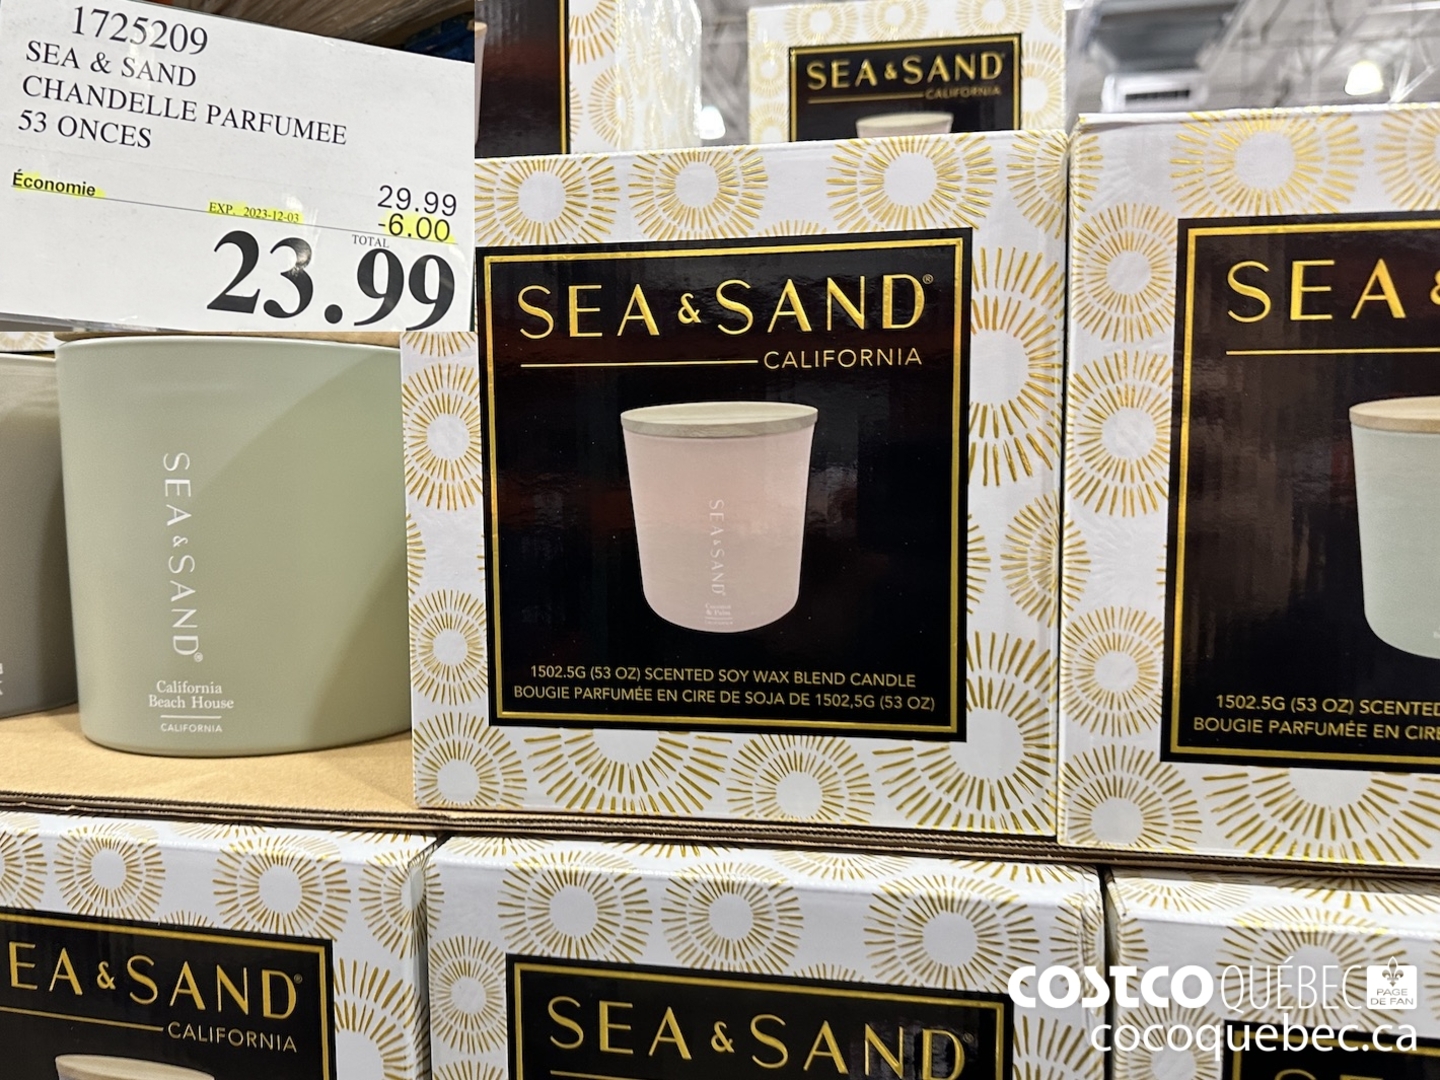 1725209
SEA & SAND
CHANDELLE PARFUMEE
53 ONCES
29.99
Économie
EXP. 2023-12-03
-6.00
TOTAL
23.99
SEA & SAND®
California
Beach House
CALIFORNIA
SEA & SAND®
CALIFORNIA
SEA & SAND®
CALIFORNIA
SEA & SAND®
Coconut
& Palm
1502.5G (53 OZ) SCENTED SOY WAX BLEND CANDLE
BOUGIE PARFUMÉE EN CIRE DE SOJA DE 1502,5G (53 OZ)
SEA &
1502.5G (53 OZ) SCENTED
BOUGIE PARFUMÉE EN CIRE
EA & SAND®
CALIFORNIA
SEA & SAND®
COSTCO QUÉBEC PAGE
DE FAN
cocoquebec.ca